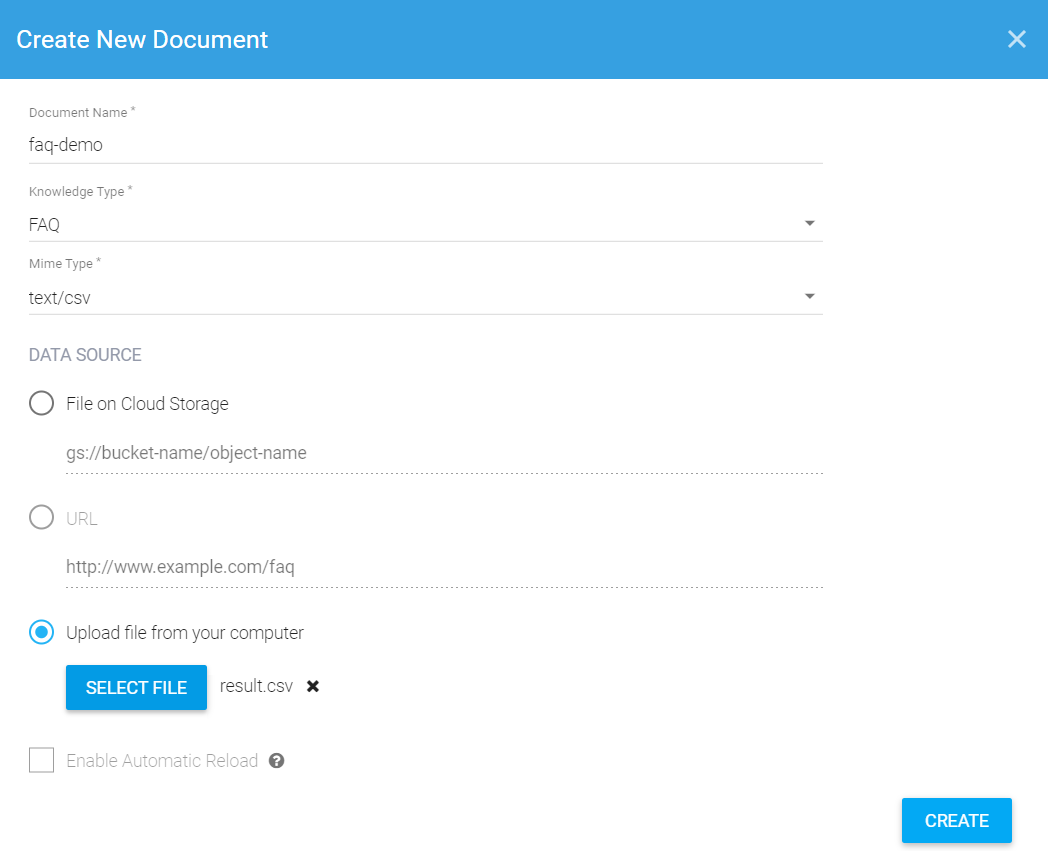 Create New Document
Document Name *
faq-demo
Knowledge Type *
FAQ
Mime Type *
text/csv
DATA SOURCE
File on Cloud Storage
gs://bucket-name/object-name
URL
http://www.example.com/faq
Upload file from your computer
SELECT FILE result.csv
Enable Automatic Reload ?
CREATE